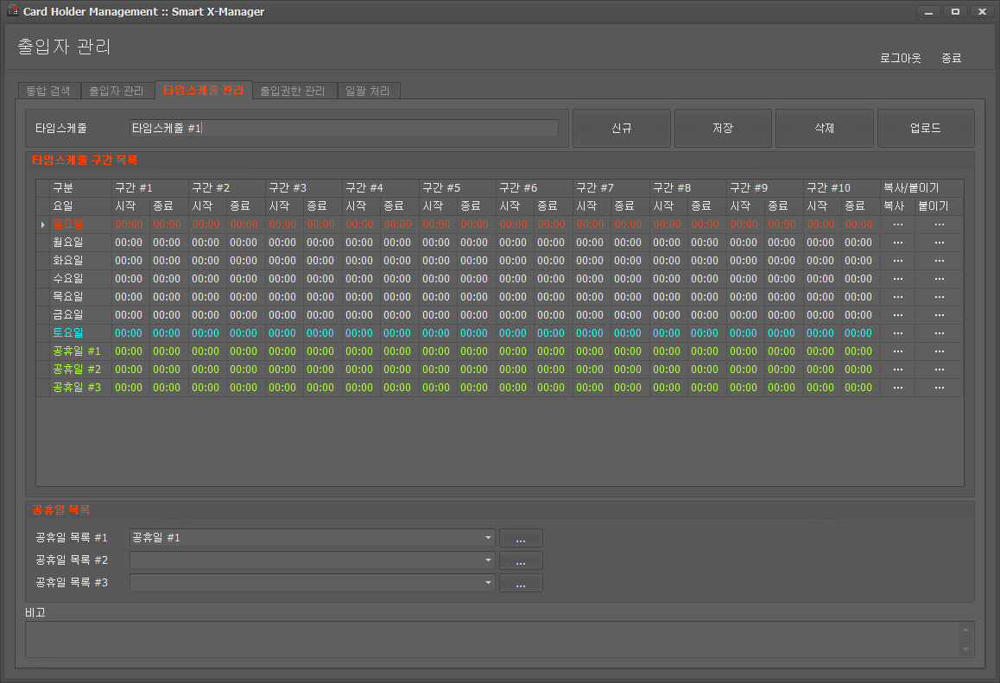 Card Holder Management :: Smart X-Manager
출입자 관리
로그아웃 종료
통합 검색 출입자 관리 타임스케줄 관리 출입권한 관리 일괄 처리
타임스케줄 타임스케줄 #1 신규 저장 삭제 업로드
타임스케줄 구간 목록
구분 구간 #1 구간 #2 구간 #3 구간 #4 구간 #5 구간 #6 구간 #7 구간 #8 구간 #9 구간 #10 복사/붙이기
요일 시작 종료 시작 종료 시작 종료 시작 종료 시작 종료 시작 종료 시작 종료 시작 종료 시작 종료 시작 종료 복사 붙이기
일요일 00:00 00:00 00:00 00:00 00:00 00:00 00:00 00:00 00:00 00:00 00:00 00:00 00:00 00:00 00:00 00:00 00:00 00:00 00:00 00:00 ... ...
월요일 00:00 00:00 00:00 00:00 00:00 00:00 00:00 00:00 00:00 00:00 00:00 00:00 00:00 00:00 00:00 00:00 00:00 00:00 00:00 00:00 ... ...
화요일 00:00 00:00 00:00 00:00 00:00 00:00 00:00 00:00 00:00 00:00 00:00 00:00 00:00 00:00 00:00 00:00 00:00 00:00 00:00 00:00 ... ...
수요일 00:00 00:00 00:00 00:00 00:00 00:00 00:00 00:00 00:00 00:00 00:00 00:00 00:00 00:00 00:00 00:00 00:00 00:00 00:00 00:00 ... ...
목요일 00:00 00:00 00:00 00:00 00:00 00:00 00:00 00:00 00:00 00:00 00:00 00:00 00:00 00:00 00:00 00:00 00:00 00:00 00:00 00:00 ... ...
금요일 00:00 00:00 00:00 00:00 00:00 00:00 00:00 00:00 00:00 00:00 00:00 00:00 00:00 00:00 00:00 00:00 00:00 00:00 00:00 00:00 ... ...
토요일 00:00 00:00 00:00 00:00 00:00 00:00 00:00 00:00 00:00 00:00 00:00 00:00 00:00 00:00 00:00 00:00 00:00 00:00 00:00 00:00 ... ...
공휴일 #1 00:00 00:00 00:00 00:00 00:00 00:00 00:00 00:00 00:00 00:00 00:00 00:00 00:00 00:00 00:00 00:00 00:00 00:00 00:00 00:00 ... ...
공휴일 #2 00:00 00:00 00:00 00:00 00:00 00:00 00:00 00:00 00:00 00:00 00:00 00:00 00:00 00:00 00:00 00:00 00:00 00:00 00:00 00:00 ... ...
공휴일 #3 00:00 00:00 00:00 00:00 00:00 00:00 00:00 00:00 00:00 00:00 00:00 00:00 00:00 00:00 00:00 00:00 00:00 00:00 00:00 00:00 ... ...
공휴일 목록
공휴일 목록 #1 공휴일 #1 ...
공휴일 목록 #2 ...
공휴일 목록 #3 ...
비고